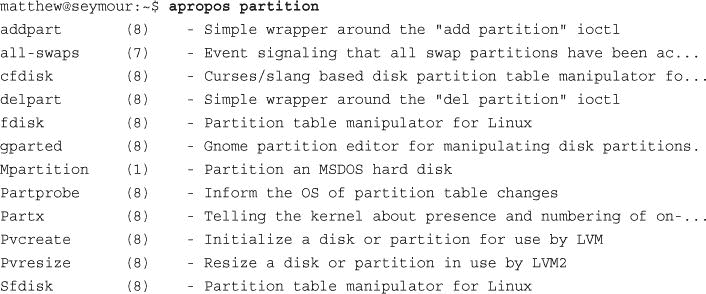 matthew@seymour:~$ apropos partition
addpart (8) - Simple wrapper around the "add partition" ioctl
all-swaps (7) - Event signaling that all swap partitions have been ac...
cfdisk (8) - Curses/slang based disk partition table manipulator fo...
delpart (8) - Simple wrapper around the "del partition" ioctl
fdisk (8) - Partition table manipulator for Linux
gparted (8) - Gnome partition editor for manipulating disk partitions.
Mpartition (1) - Partition an MSDOS hard disk
Partprobe (8) - Inform the OS of partition table changes
Partx (8) - Telling the kernel about presence and numbering of on-...
Pvcreate (8) - Initialize a disk or partition for use by LVM
Pvresize (8) - Resize a disk or partition in use by LVM2
Sfdisk (8) - Partition table manipulator for Linux